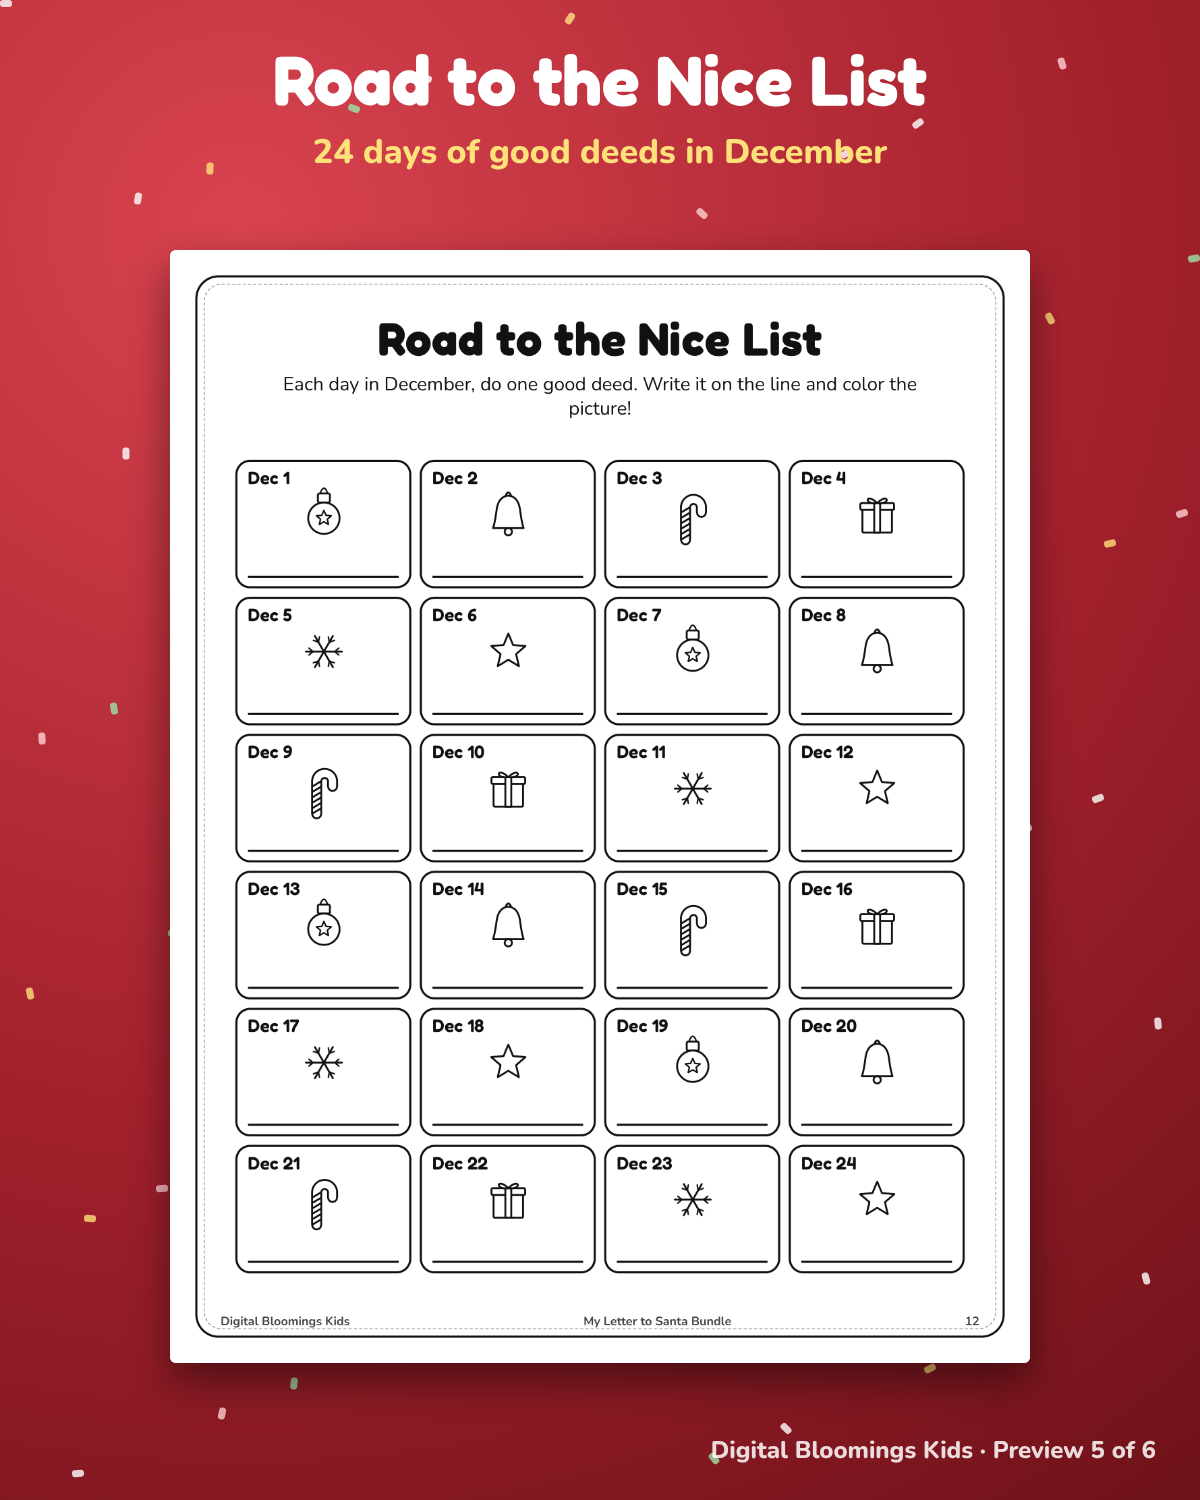 Road to the Nice List
24 days of good deeds in December
Road to the Nice List
Each day in December, do one good deed. Write it on the line and color the
picture!
Dec 1
Dec 2
Dec 3
Dec 4
Dec 5
Dec 6
Dec 7
Dec 8
Dec 9
Dec 10
Dec 11
Dec 12
Dec 13
Dec 14
Dec 15
Dec 16
Dec 17
Dec 18
Dec 19
Dec 20
Dec 21
Dec 22
Dec 23
Dec 24
Digital Bloomings Kids
My Letter to Santa Bundle
12
Digital Bloomings Kids · Preview 5 of 6